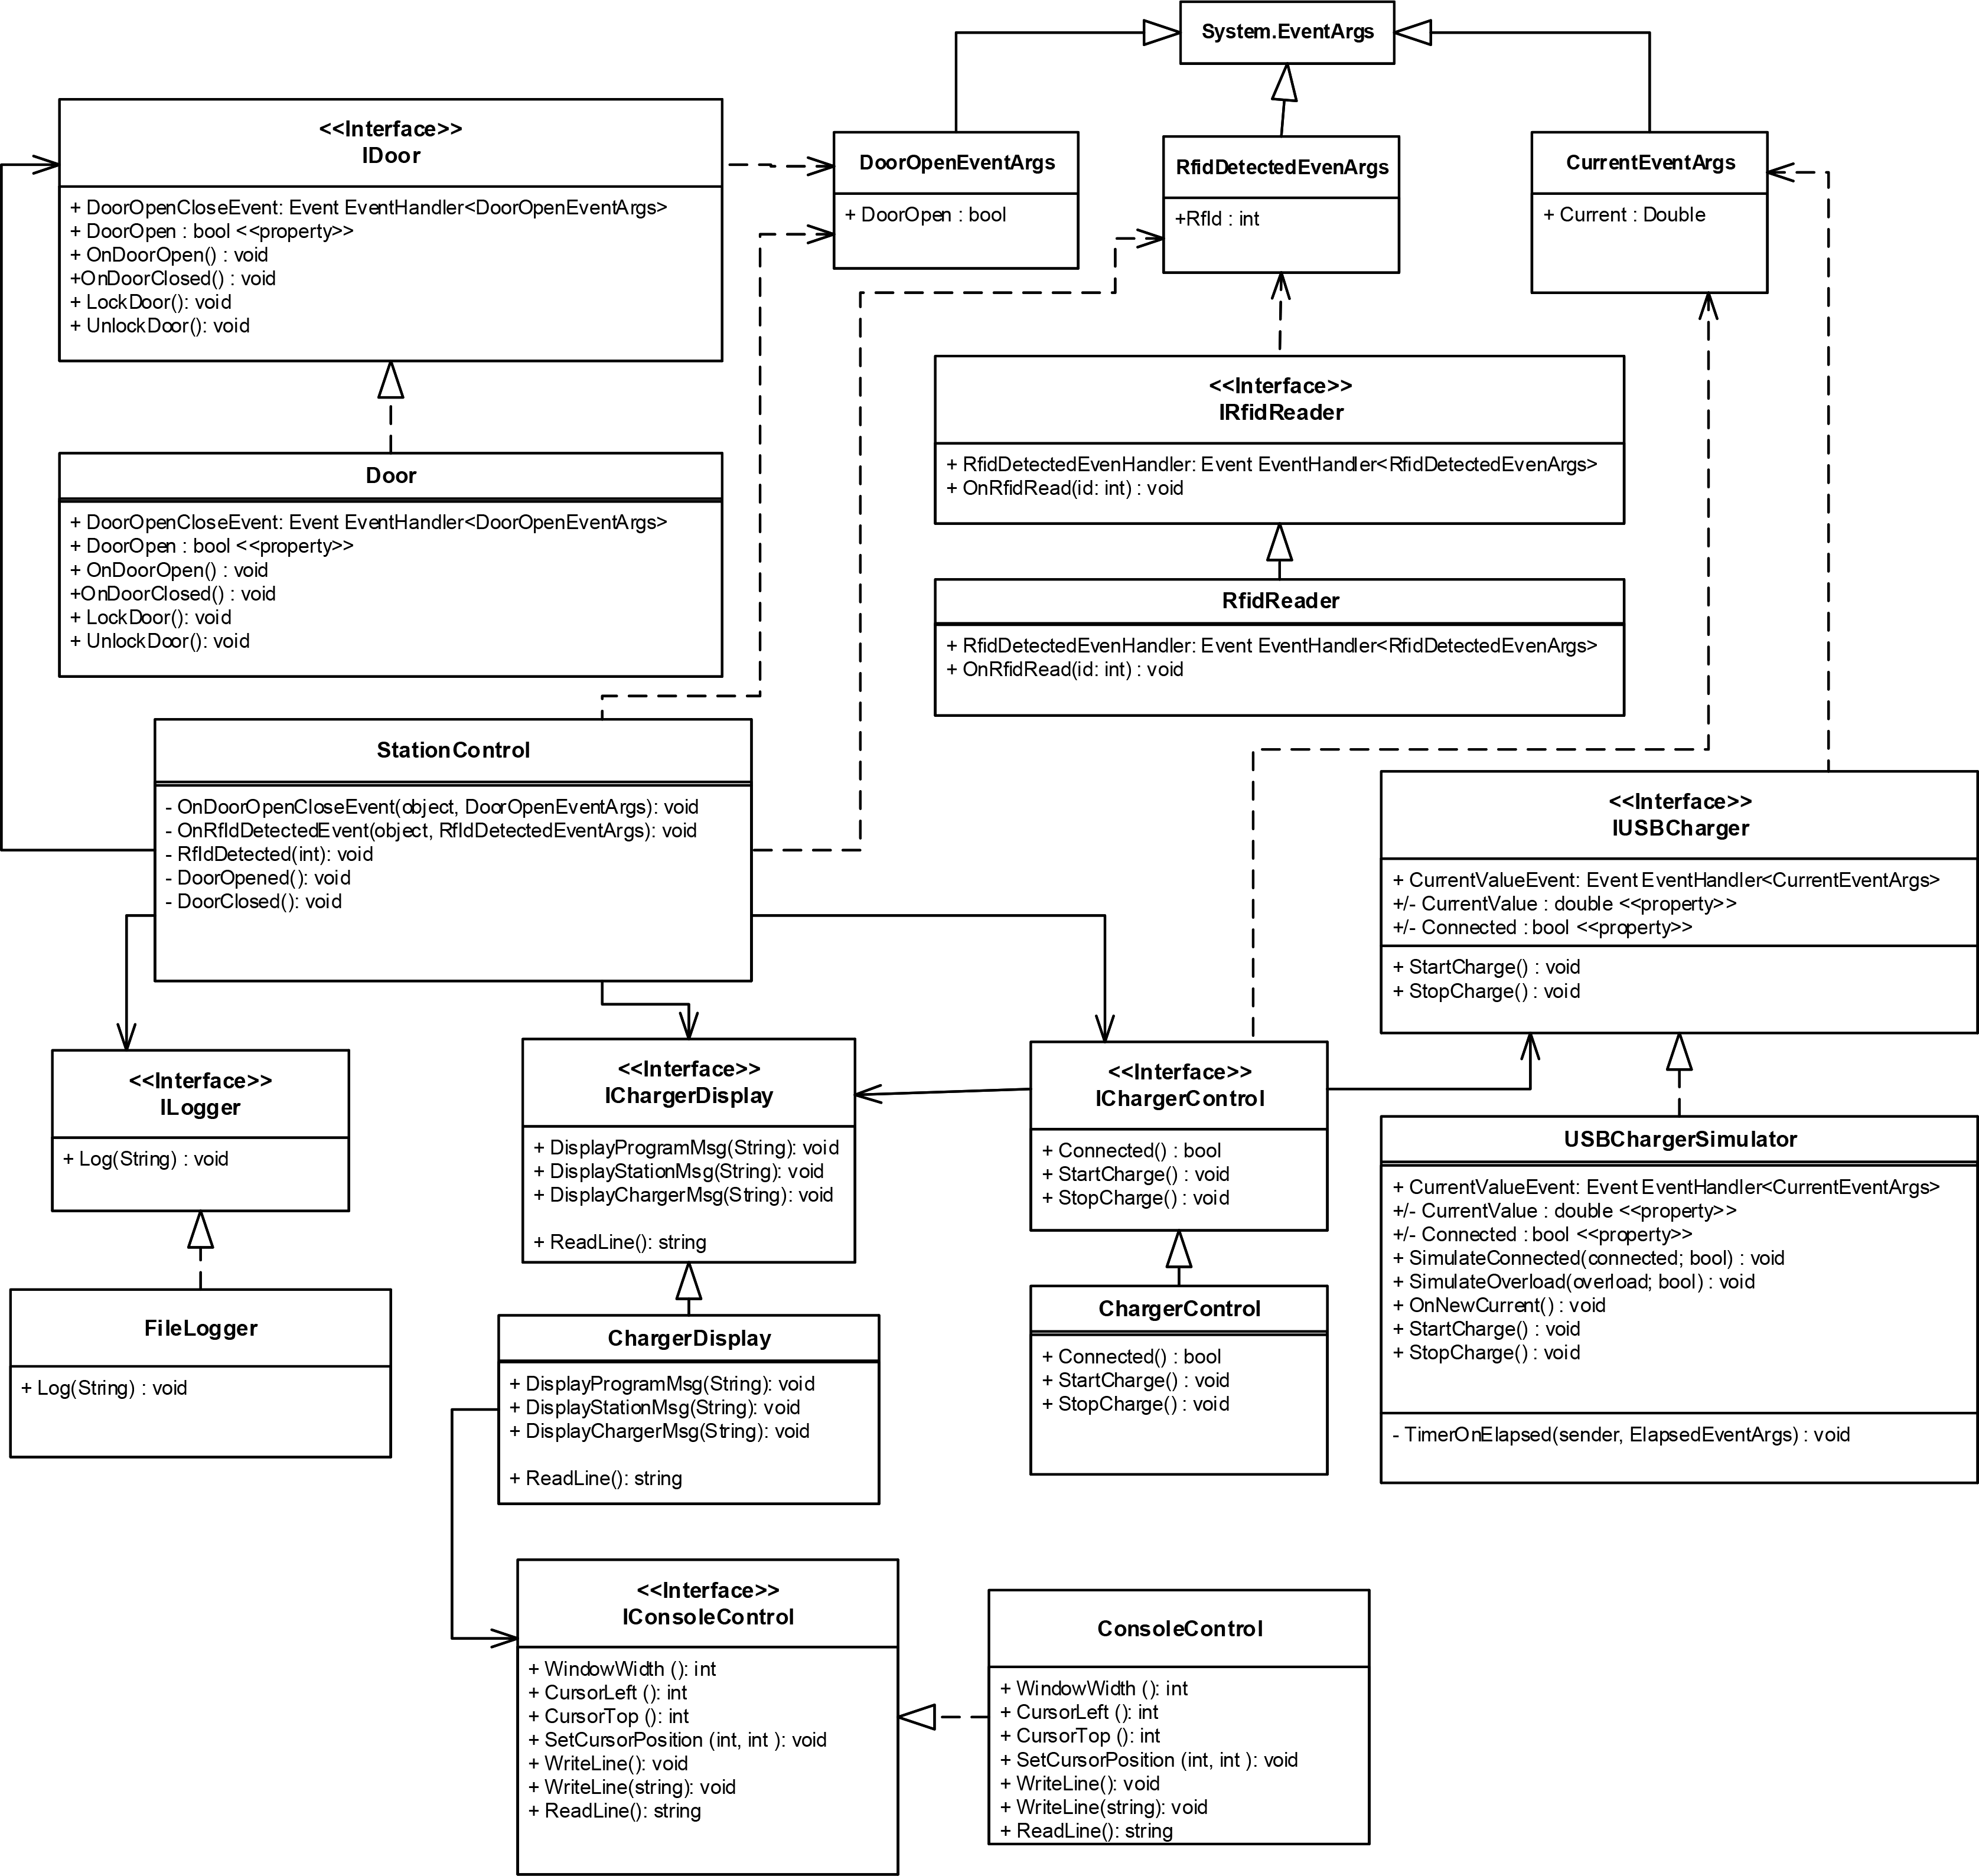 System.EventArgs
<<Interface>>
IDoor
+ DoorOpenCloseEvent: Event EventHandler<DoorOpenEventArgs>
+ DoorOpen : bool <<property>>
+ OnDoorOpen() : void
+OnDoorClosed() : void
+ LockDoor(): void
+ UnlockDoor(): void
DoorOpenEventArgs
+ DoorOpen : bool
RfidDetectedEvenArgs
+RfId : int
CurrentEventArgs
+ Current : Double
<<Interface>>
IRfidReader
+ RfidDetectedEvenHandler: Event EventHandler<RfidDetectedEvenArgs>
+ OnRfidRead(id: int) : void
Door
+ DoorOpenCloseEvent: Event EventHandler<DoorOpenEventArgs>
+ DoorOpen : bool <<property>>
+ OnDoorOpen() : void
+OnDoorClosed() : void
+ LockDoor(): void
+ UnlockDoor(): void
RfidReader
+ RfidDetectedEvenHandler: Event EventHandler<RfidDetectedEvenArgs>
+ OnRfidRead(id: int) : void
StationControl
- OnDoorOpenCloseEvent(object, DoorOpenEventArgs): void
- OnRfIdDetectedEvent(object, RfIdDetectedEventArgs): void
- RfIdDetected(int): void
- DoorOpened(): void
- DoorClosed(): void
<<Interface>>
IUSBCharger
+ CurrentValueEvent: Event EventHandler<CurrentEventArgs>
+/- CurrentValue : double <<property>>
+/- Connected : bool <<property>>
+ StartCharge() : void
+ StopCharge() : void
<<Interface>>
ILogger
+ Log(String) : void
<<Interface>>
IChargerDisplay
+ DisplayProgramMsg(String): void
+ DisplayStationMsg(String): void
+ DisplayChargerMsg(String): void
+ ReadLine(): string
<<Interface>>
IChargerControl
+ Connected() : bool
+ StartCharge() : void
+ StopCharge() : void
USBChargerSimulator
+ CurrentValueEvent: Event EventHandler<CurrentEventArgs>
+/- CurrentValue : double <<property>>
+/- Connected : bool <<property>>
+ SimulateConnected(connected; bool) : void
+ SimulateOverload(overload; bool) : void
+ OnNewCurrent() : void
+ StartCharge() : void
+ StopCharge() : void
- TimerOnElapsed(sender, ElapsedEventArgs) : void
FileLogger
+ Log(String) : void
ChargerDisplay
+ DisplayProgramMsg(String): void
+ DisplayStationMsg(String): void
+ DisplayChargerMsg(String): void
+ ReadLine(): string
ChargerControl
+ Connected() : bool
+ StartCharge() : void
+ StopCharge() : void
<<Interface>>
IConsoleControl
+ WindowWidth (): int
+ CursorLeft (): int
+ CursorTop (): int
+ SetCursorPosition (int, int ): void
+ WriteLine(): void
+ WriteLine(string): void
+ ReadLine(): string
ConsoleControl
+ WindowWidth (): int
+ CursorLeft (): int
+ CursorTop (): int
+ SetCursorPosition (int, int ): void
+ WriteLine(): void
+ WriteLine(string): void
+ ReadLine(): string